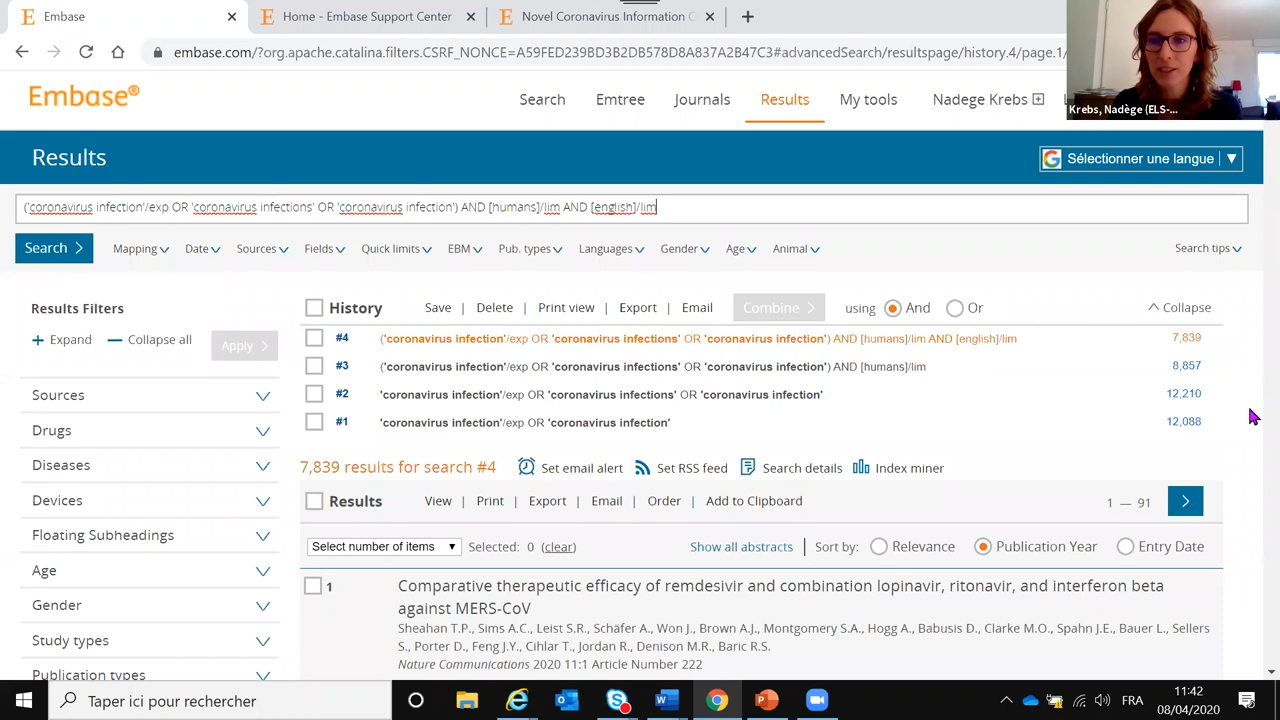 Embase
Home - Embase Support Center
Novel Coronavirus Information C
embase.com/?org.apache.catalina.filters.CSRF_NONCE=A59FED239BD3B2DB578D8A837A2B47C3#advancedSearch/resultspage/history.4/page.1/
Krebs, Nadège (ELS-...
Embase®
Search
Emtree
Journals
Results
My tools
Nadege Krebs
Results
Sélectionner une langue
('coronavirus infection'/exp OR 'coronavirus infections' OR 'coronavirus infection') AND [humans]/lim AND [english]/lim
Search
Mapping
Date
Sources
Fields
Quick limits
EBM
Pub. types
Languages
Gender
Age
Animal
Search tips
Results Filters
Expand
Collapse all
Apply
Sources
Drugs
Diseases
Devices
Floating Subheadings
Age
Gender
Study types
Publication types
History
Save
Delete
Print view
Export
Email
Combine
using
And
Or
Collapse
#4 ('coronavirus infection'/exp OR 'coronavirus infections' OR 'coronavirus infection') AND [humans]/lim AND [english]/lim 7,839
#3 ('coronavirus infection'/exp OR 'coronavirus infections' OR 'coronavirus infection') AND [humans]/lim 8,857
#2 'coronavirus infection'/exp OR 'coronavirus infections' OR 'coronavirus infection' 12,210
#1 'coronavirus infection'/exp OR 'coronavirus infection' 12,088
7,839 results for search #4
Set email alert
Set RSS feed
Search details
Index miner
Results
View
Print
Export
Email
Order
Add to Clipboard
1 — 91
Select number of items
Selected: 0 (clear)
Show all abstracts
Sort by:
Relevance
Publication Year
Entry Date
1
Comparative therapeutic efficacy of remdesivir and combination lopinavir, ritonavir, and interferon beta
against MERS-CoV
Sheahan T.P., Sims A.C., Leist S.R., Schäfer A., Won J., Brown A.J., Montgomery S.A., Hogg A., Babusis D., Clarke M.O., Spahn J.E., Bauer L., Sellers
S., Porter D., Feng J.Y., Cihlar T., Jordan R., Denison M.R., Baric R.S.
Nature Communications 2020 11:1 Article Number 222
Taper ici pour rechercher
FRA
11:42
08/04/2020